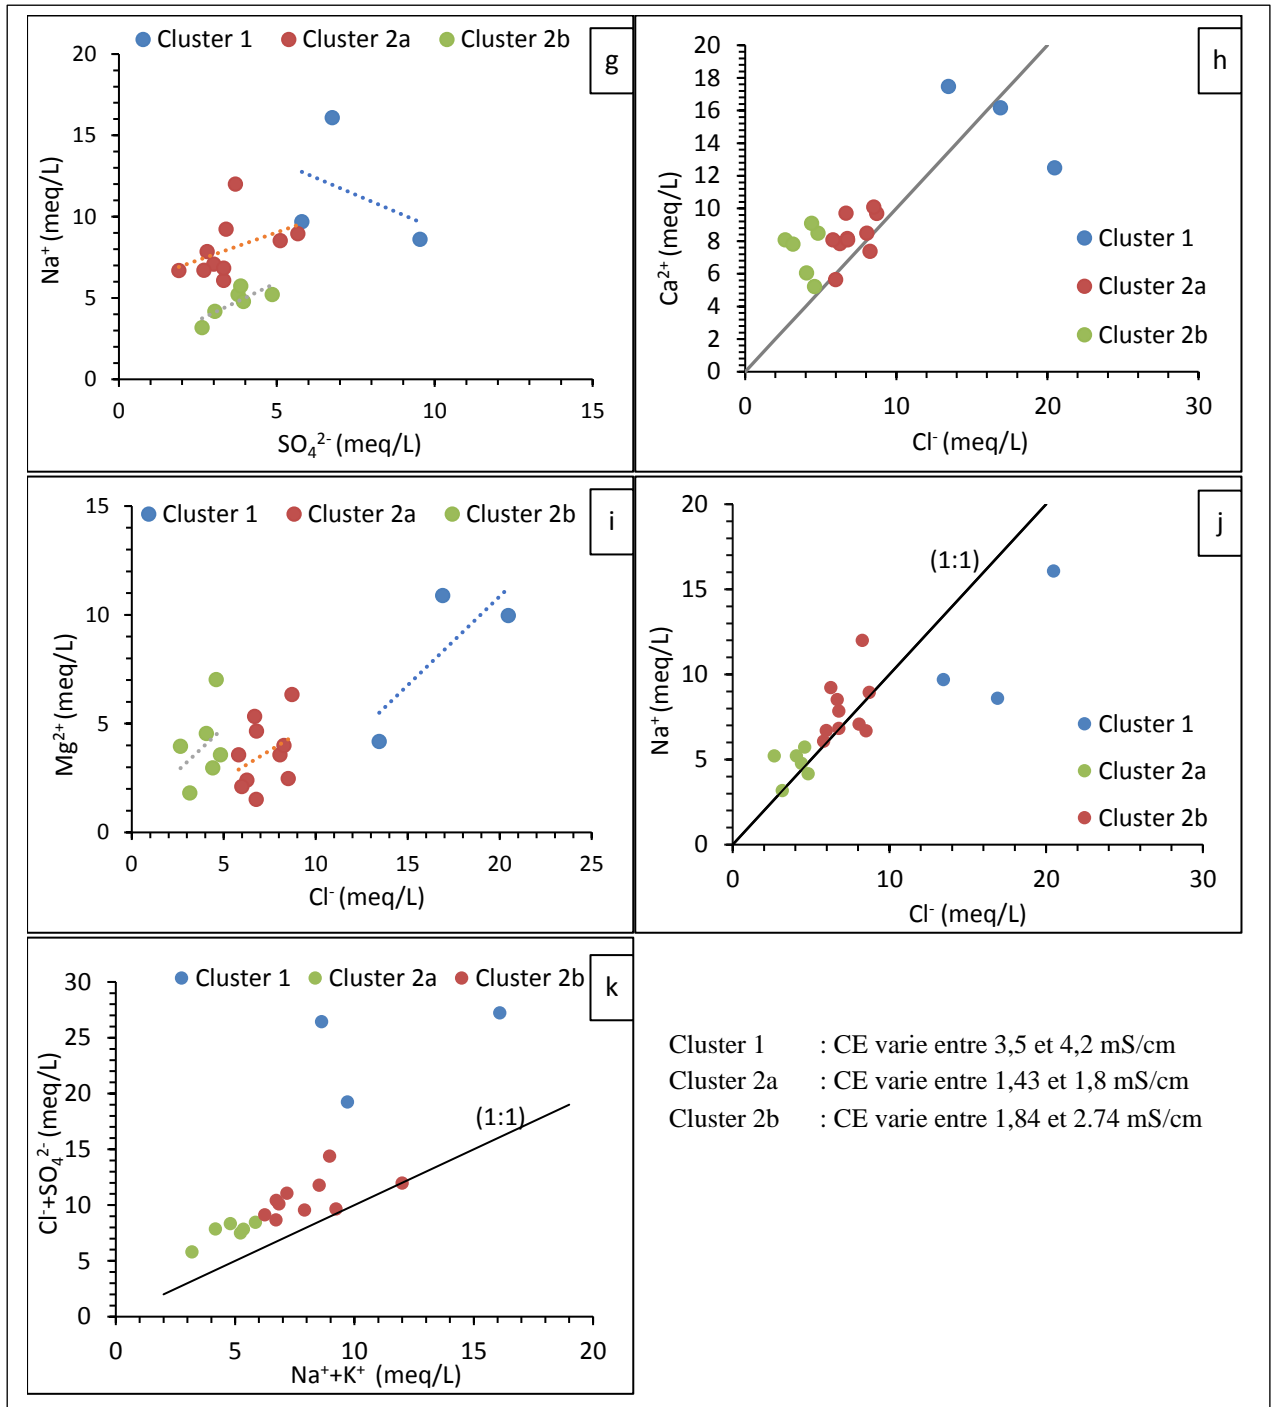 Cluster 1 Cluster 2a Cluster 2b
g
20
15
10
5
0
Na⁺ (meq/L)
0 5 10 15
SO₄²⁻ (meq/L)
h
20
18
16
14
12
10
8
6
4
2
0
Ca²⁺ (meq/L)
Cluster 1
Cluster 2a
Cluster 2b
0 10 20 30
Cl⁻ (meq/L)
Cluster 1 Cluster 2a Cluster 2b
i
15
10
5
0
Mg²⁺ (meq/L)
0 5 10 15 20 25
Cl⁻ (meq/L)
j
20
15
10
5
0
Na⁺ (meq/L)
(1:1)
Cluster 1
Cluster 2a
Cluster 2b
0 10 20 30
Cl⁻ (meq/L)
Cluster 1 Cluster 2a Cluster 2b
k
30
25
20
15
10
5
0
Cl⁻+SO₄²⁻ (meq/L)
(1:1)
0 5 10 15 20
Na⁺+K⁺ (meq/L)
Cluster 1 : CE varie entre 3,5 et 4,2 mS/cm
Cluster 2a : CE varie entre 1,43 et 1,8 mS/cm
Cluster 2b : CE varie entre 1,84 et 2.74 mS/cm